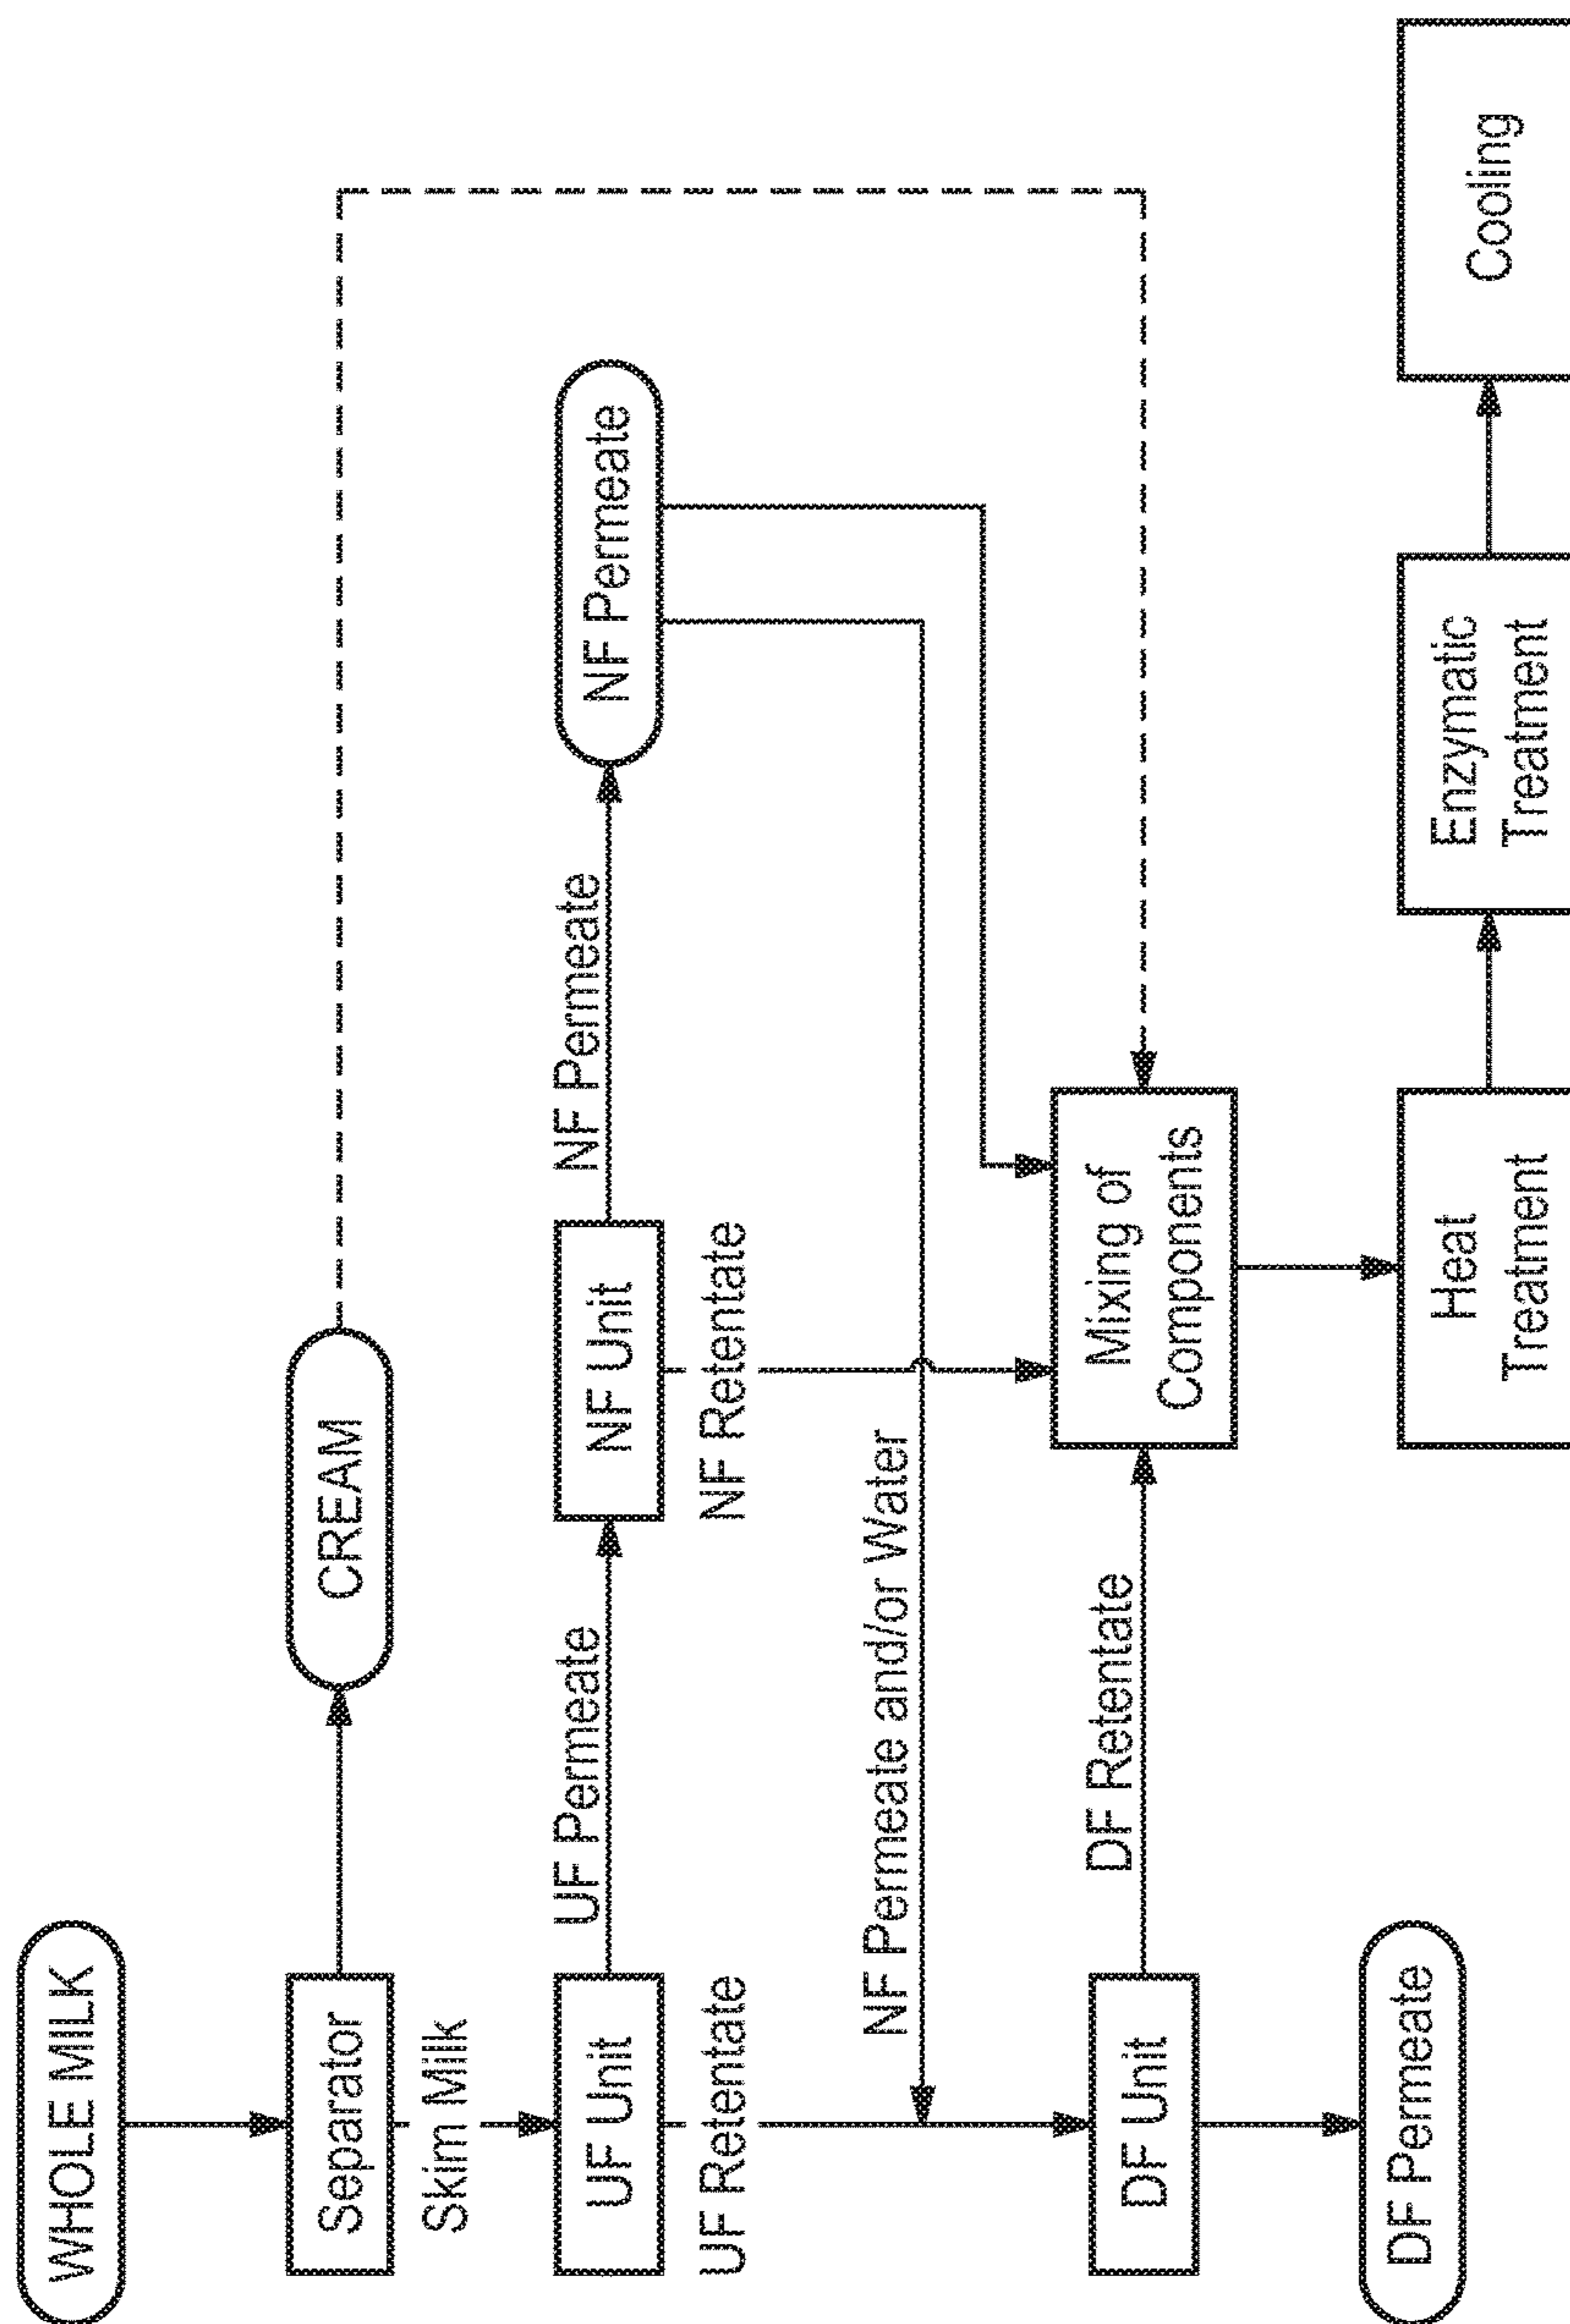 WHOLE MILK
Separator
CREAM
Skim Milk
UF Unit
UF Permeate
NF Unit
NF Permeate
NF Permeate
UF Retentate
NF Retentate
NF Permeate and/or Water
DF Unit
DF Retentate
Mixing of
Components
DF Permeate
Heat
Treatment
Enzymatic
Treatment
Cooling